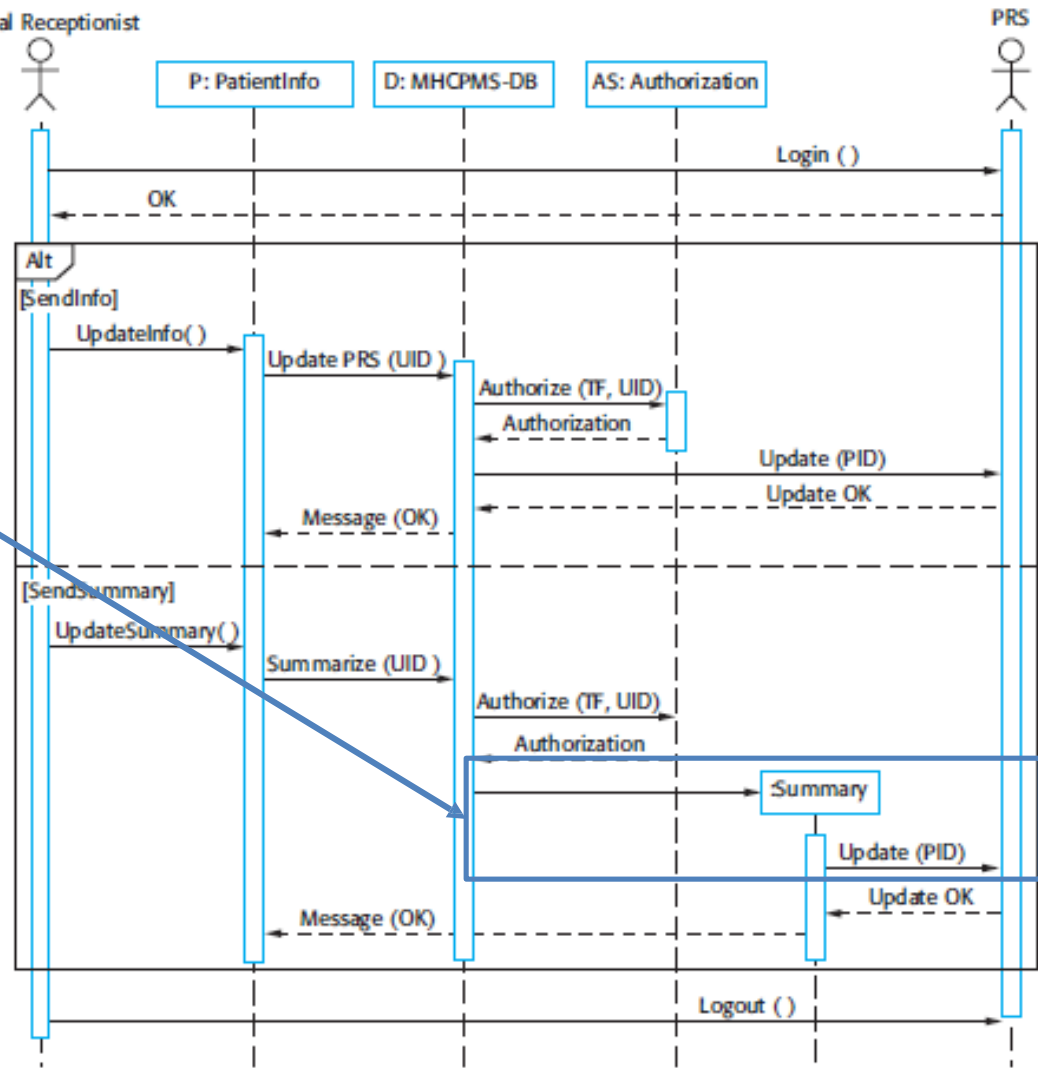 al Receptionist
PRS
P: PatientInfo
D: MHCPMS-DB
AS: Authorization
Login ( )
OK
Alt
[SendInfo]
UpdateInfo( )
Update PRS (UID )
Authorize (TF, UID)
Authorization
Update (PID)
Update OK
Message (OK)
[SendSummary]
UpdateSummary( )
Summarize (UID )
Authorize (TF, UID)
Authorization
:Summary
Update (PID)
Update OK
Message (OK)
Logout ( )